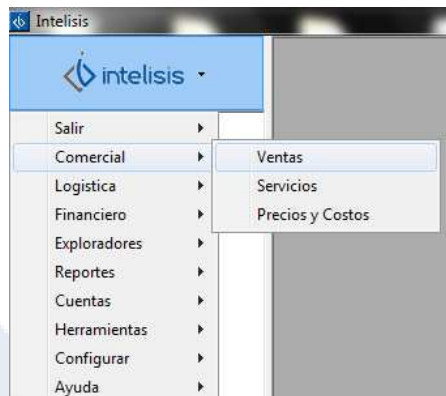 Intelisis
intelisis
Salir
Comercial
Logistica
Financiero
Exploradores
Reportes
Cuentas
Herramientas
Configurar
Ayuda
Ventas
Servicios
Precios y Costos